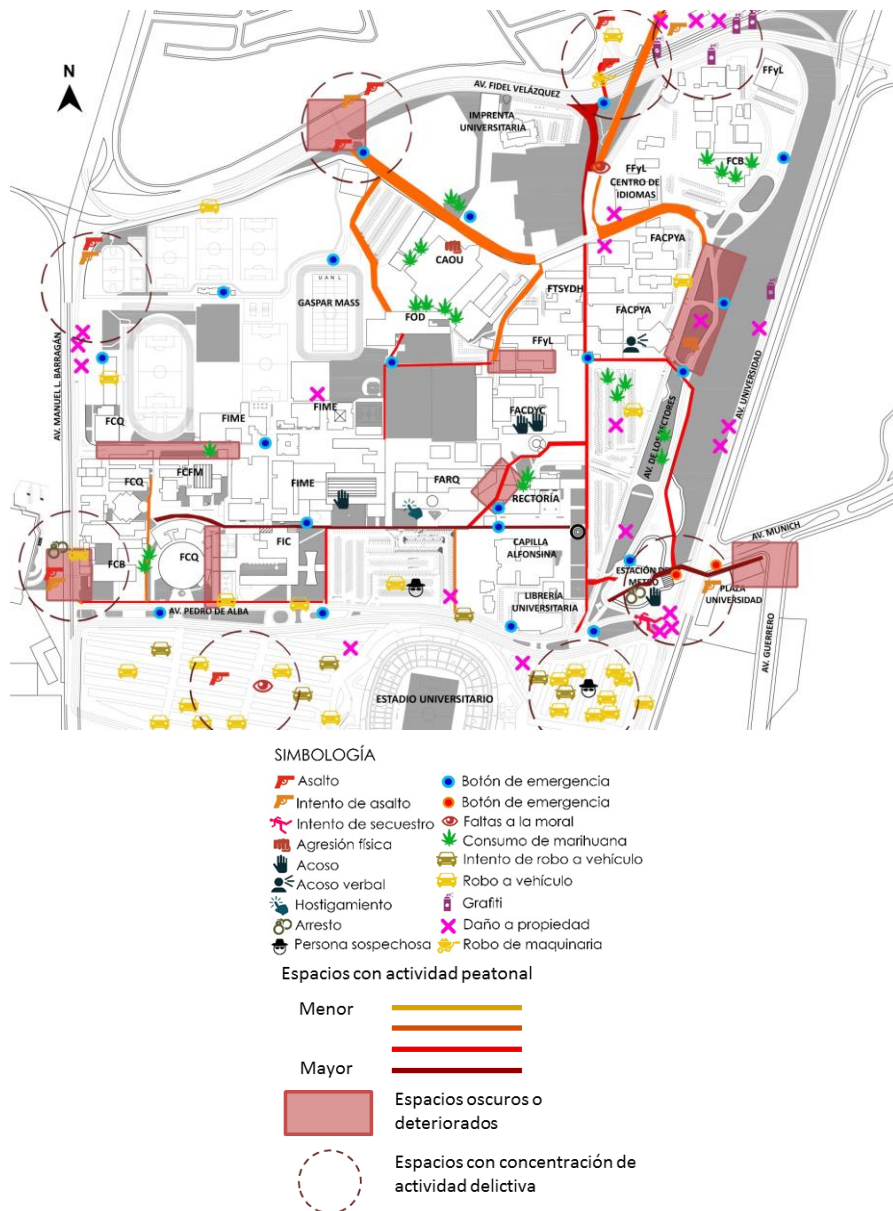 N
AV. FIDEL VELÁZQUEZ
IMPRENTA
UNIVERSITARIA
FFyL
FCB
FFyL
CENTRO DE
IDIOMAS
FACPYA
CAOU
UANL
GASPAR MASS
FTSYDH
FACPYA
FOD
FFyL
AV. MANUEL L. BARRAGÁN
AV. UNIVERSIDAD
AV. DE LOS RECTORES
FCQ
FIME
FIME
FACDYC
FCFM
FCQ
FIME
FARQ
RECTORÍA
AV. MUNICH
FCB
FCQ
FIC
CAPILLA
ALFONSINA
ESTACIÓN DE
METRO
PLAZA
UNIVERSIDAD
LIBRERÍA
UNIVERSITARIA
AV. PEDRO DE ALBA
AV. GUERRERO
ESTADIO UNIVERSITARIO
SIMBOLOGÍA
Asalto
Intento de asalto
Intento de secuestro
Agresión física
Acoso
Acoso verbal
Hostigamiento
Arresto
Persona sospechosa
Botón de emergencia
Botón de emergencia
Faltas a la moral
Consumo de marihuana
Intento de robo a vehículo
Robo a vehículo
Grafiti
Daño a propiedad
Robo de maquinaria
Espacios con actividad peatonal
Menor
Mayor
Espacios oscuros o
deteriorados
Espacios con concentración de
actividad delictiva